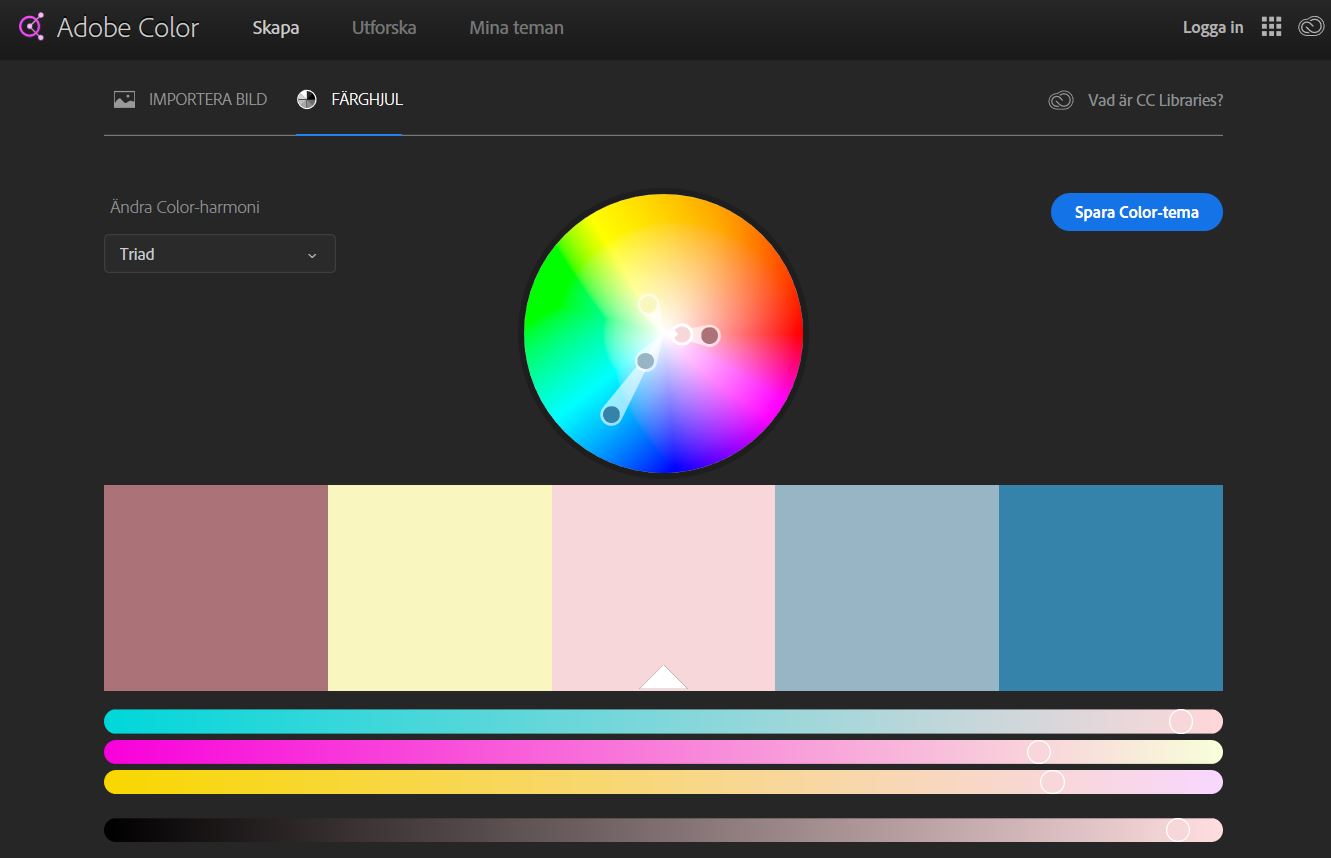 Adobe Color
Skapa
Utforska
Mina teman
Logga in
IMPORTERA BILD
FÄRGHJUL
Vad är CC Libraries?
Ändra Color-harmoni
Spara Color-tema
Triad